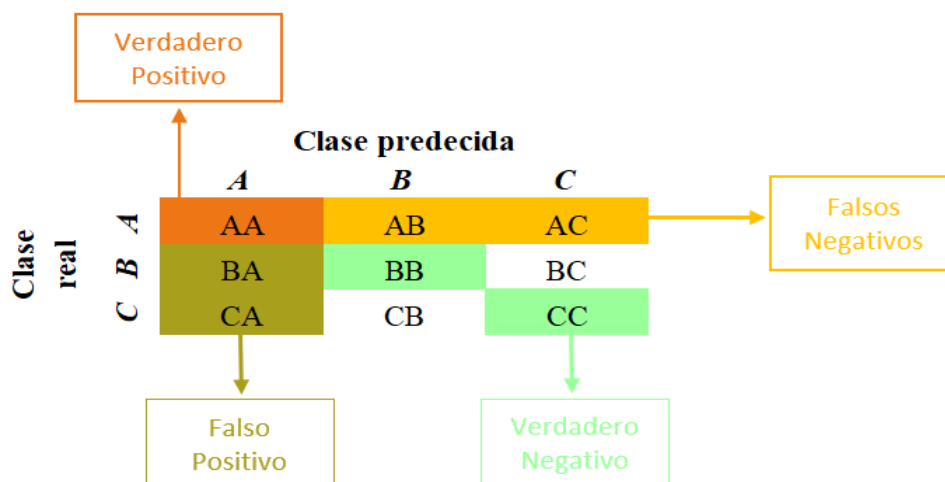 Verdadero
Positivo
Clase predecida
A B C
Clase
real
A AA AB AC
B BA BB BC
C CA CB CC
Falsos
Negativos
Falso
Positivo
Verdadero
Negativo